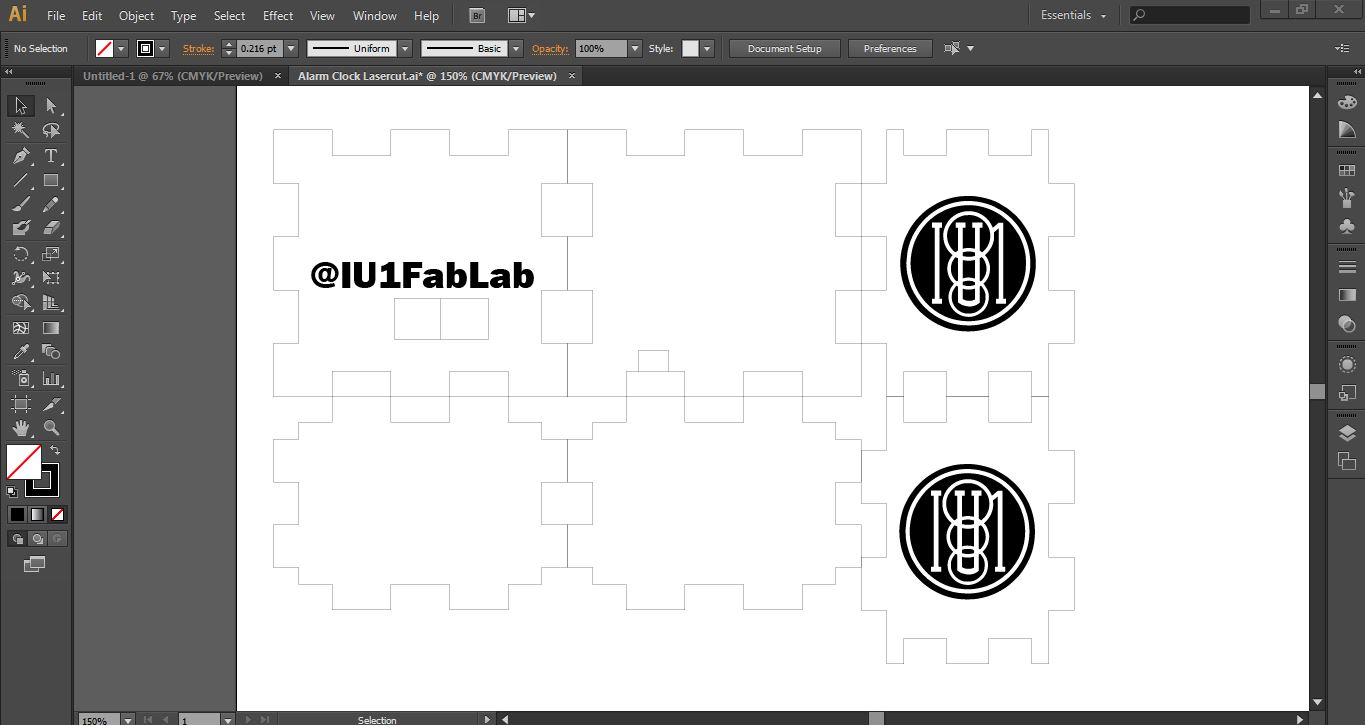 Ai File Edit Object Type Select Effect View Window Help Br Essentials
No Selection Stroke: 0.216 pt Uniform Basic Opacity: 100% Style: Document Setup Preferences
Untitled-1 @ 67% (CMYK/Preview) × Alarm Clock Lasercut.ai* @ 150% (CMYK/Preview) ×
IU1
@IU1FabLab
IU1
150% 1 Selection